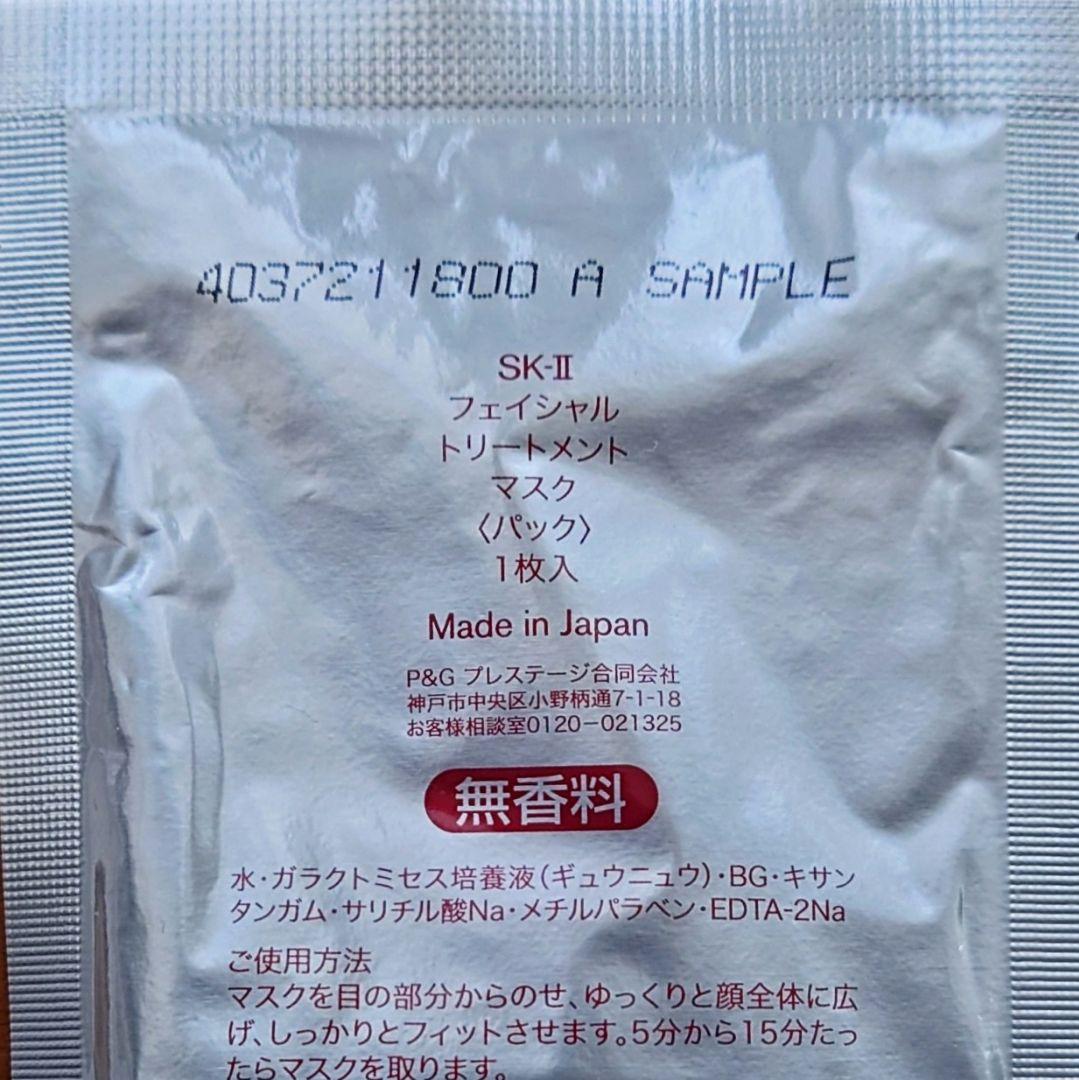 4037211800 A SAMPLE
SK-Ⅱ
フェイシャル
トリートメント
マスク
〈パック〉
1枚入
Made in Japan
P&G プレステージ合同会社
神戸市中央区小野柄通7-1-18
お客様相談室0120－021325
無香料
水・ガラクトミセス培養液（ギュウニュウ）・BG・キサン
タンガム・サリチル酸Na・メチルパラベン・EDTA-2Na
ご使用方法
マスクを目の部分からのせ、ゆっくりと顔全体に広
げ、しっかりとフィットさせます。5分から15分たっ
たらマスクを取ります。